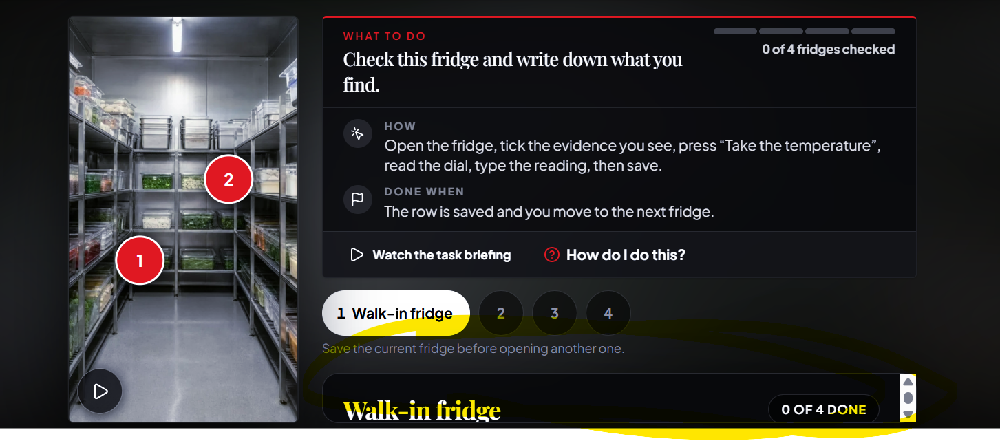 WHAT TO DO
Check this fridge and write down what you
find.
0 of 4 fridges checked
HOW
Open the fridge, tick the evidence you see, press “Take the temperature”,
read the dial, type the reading, then save.
DONE WHEN
The row is saved and you move to the next fridge.
Watch the task briefing
How do I do this?
2
1
1 Walk-in fridge
2
3
4
Save the current fridge before opening another one.
Walk-in fridge
0 OF 4 DONE